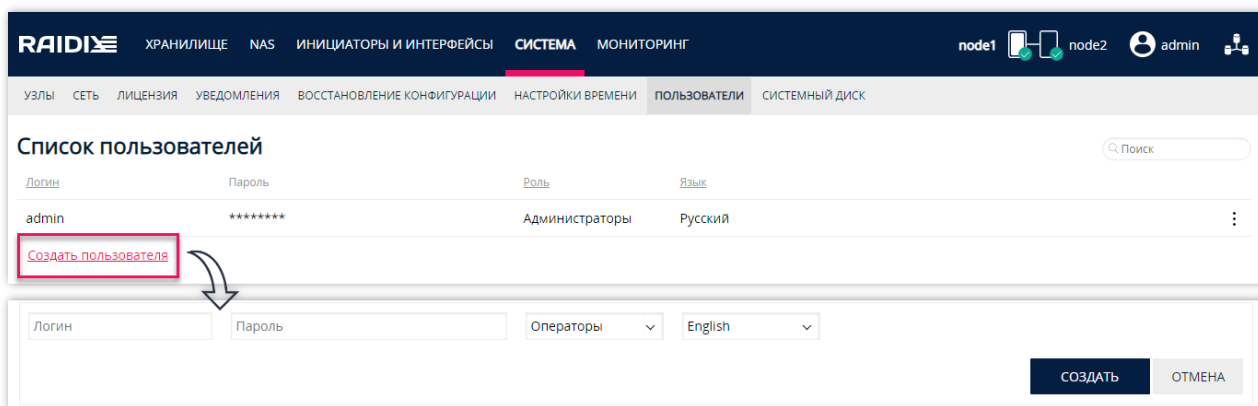 RAIDIX ХРАНИЛИЩЕ NAS ИНИЦИАТОРЫ И ИНТЕРФЕЙСЫ СИСТЕМА МОНИТОРИНГ node1 node2 admin
УЗЛЫ СЕТЬ ЛИЦЕНЗИЯ УВЕДОМЛЕНИЯ ВОССТАНОВЛЕНИЕ КОНФИГУРАЦИИ НАСТРОЙКИ ВРЕМЕНИ ПОЛЬЗОВАТЕЛИ СИСТЕМНЫЙ ДИСК
Список пользователей Поиск
Логин Пароль Роль Язык
admin ******** Администраторы Русский
Создать пользователя
Логин Пароль Операторы English
СОЗДАТЬ ОТМЕНА